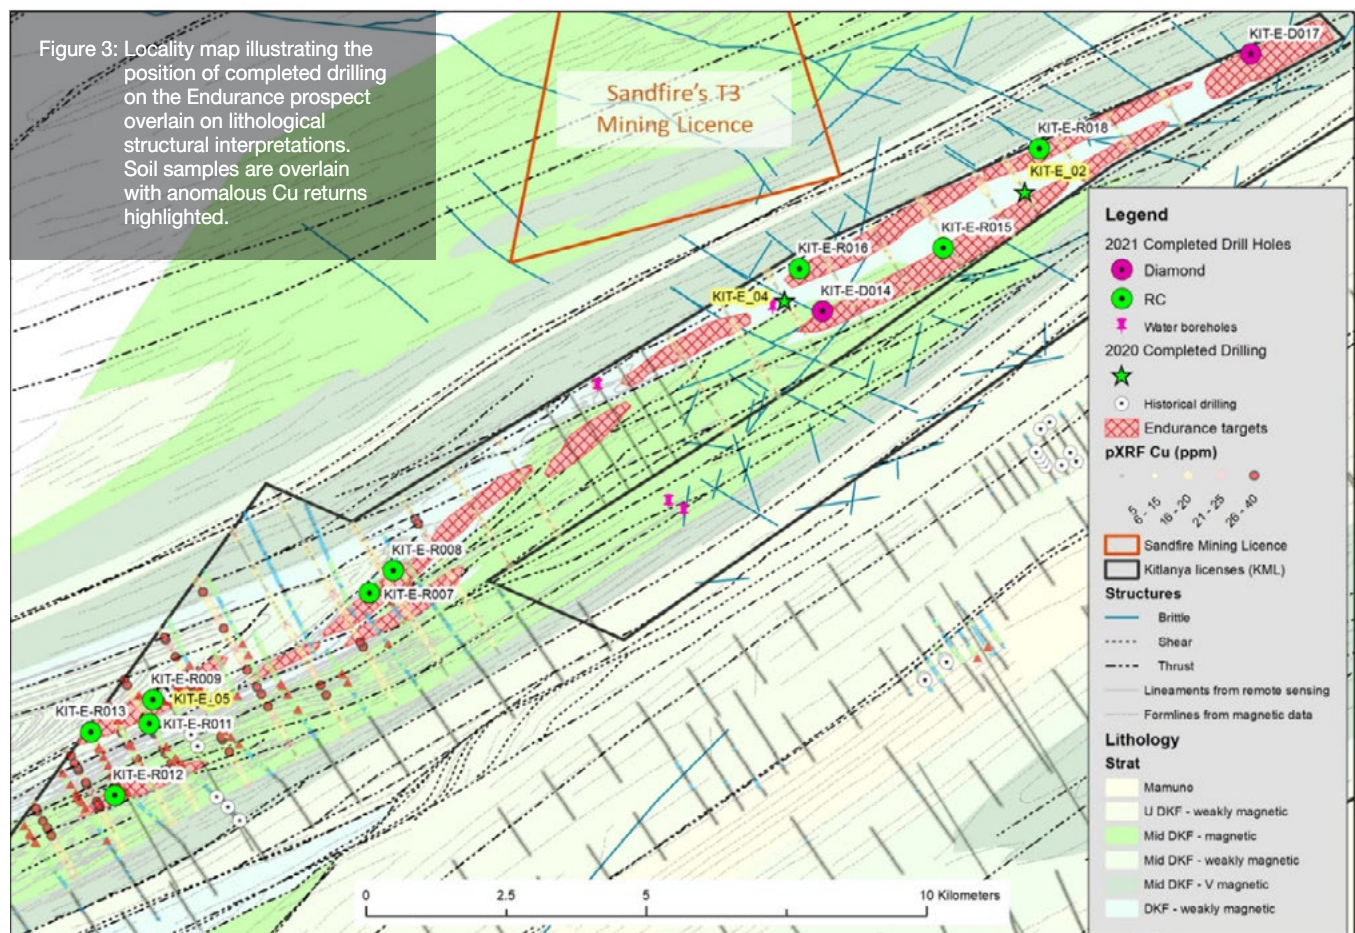 Figure 3: Locality map illustrating the
position of completed drilling
on the Endurance prospect
overlain on lithological
structural interpretations.
Soil samples are overlain
with anomalous Cu returns
highlighted.
Sandfire's T3
Mining Licence
KIT-E-D017
KIT-E-R018
KIT-E_02
KIT-E-R015
KIT-E-R016
KIT-E-D014
KIT-E_04
KIT-E-R008
KIT-E-R007
KIT-E-R009
KIT-E_05
KIT-E-R013
KIT-E-R011
KIT-E-R012
Legend
2021 Completed Drill Holes
Diamond
RC
Water boreholes
2020 Completed Drilling
Historical drilling
Endurance targets
pXRF Cu (ppm)
5
6 - 15
16 - 20
21 - 25
26 - 40
Sandfire Mining Licence
Kitlanya licenses (KML)
Structures
Brittle
Shear
Thrust
Lineaments from remote sensing
Formlines from magnetic data
Lithology
Strat
Mamuno
U DKF - weakly magnetic
Mid DKF - magnetic
Mid DKF - weakly magnetic
Mid DKF - V magnetic
DKF - weakly magnetic
0 2.5 5 10 Kilometers